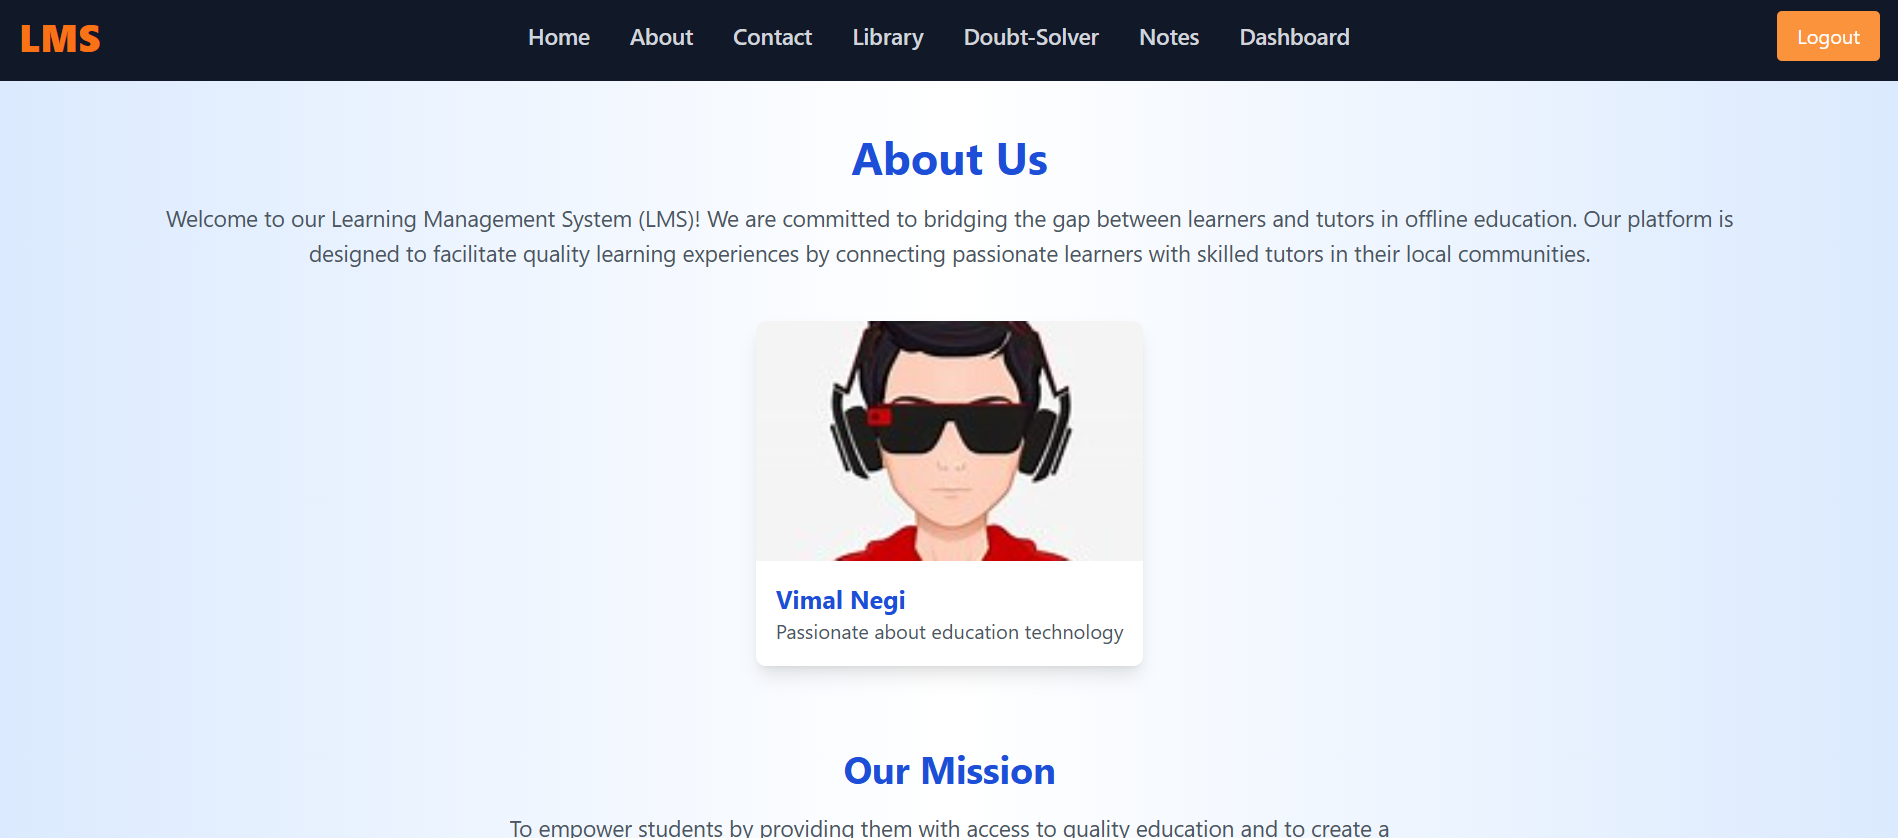 LMS
Home
About
Contact
Library
Doubt-Solver
Notes
Dashboard
Logout
About Us
Welcome to our Learning Management System (LMS)! We are committed to bridging the gap between learners and tutors in offline education. Our platform is
designed to facilitate quality learning experiences by connecting passionate learners with skilled tutors in their local communities.
Vimal Negi
Passionate about education technology
Our Mission
To empower students by providing them with access to quality education and to create a